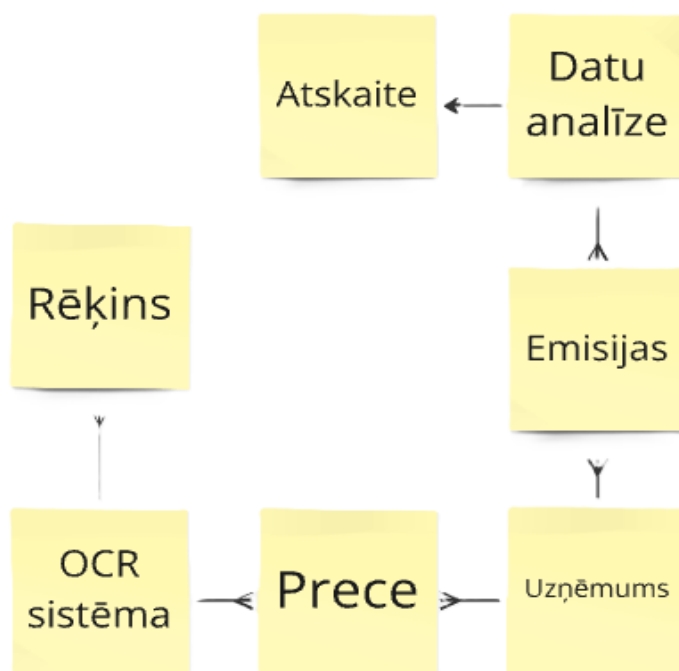 Atskaite
Datu
analīze
Rēķins
Emisijas
OCR
sistēma
Prece
Uzņēmums